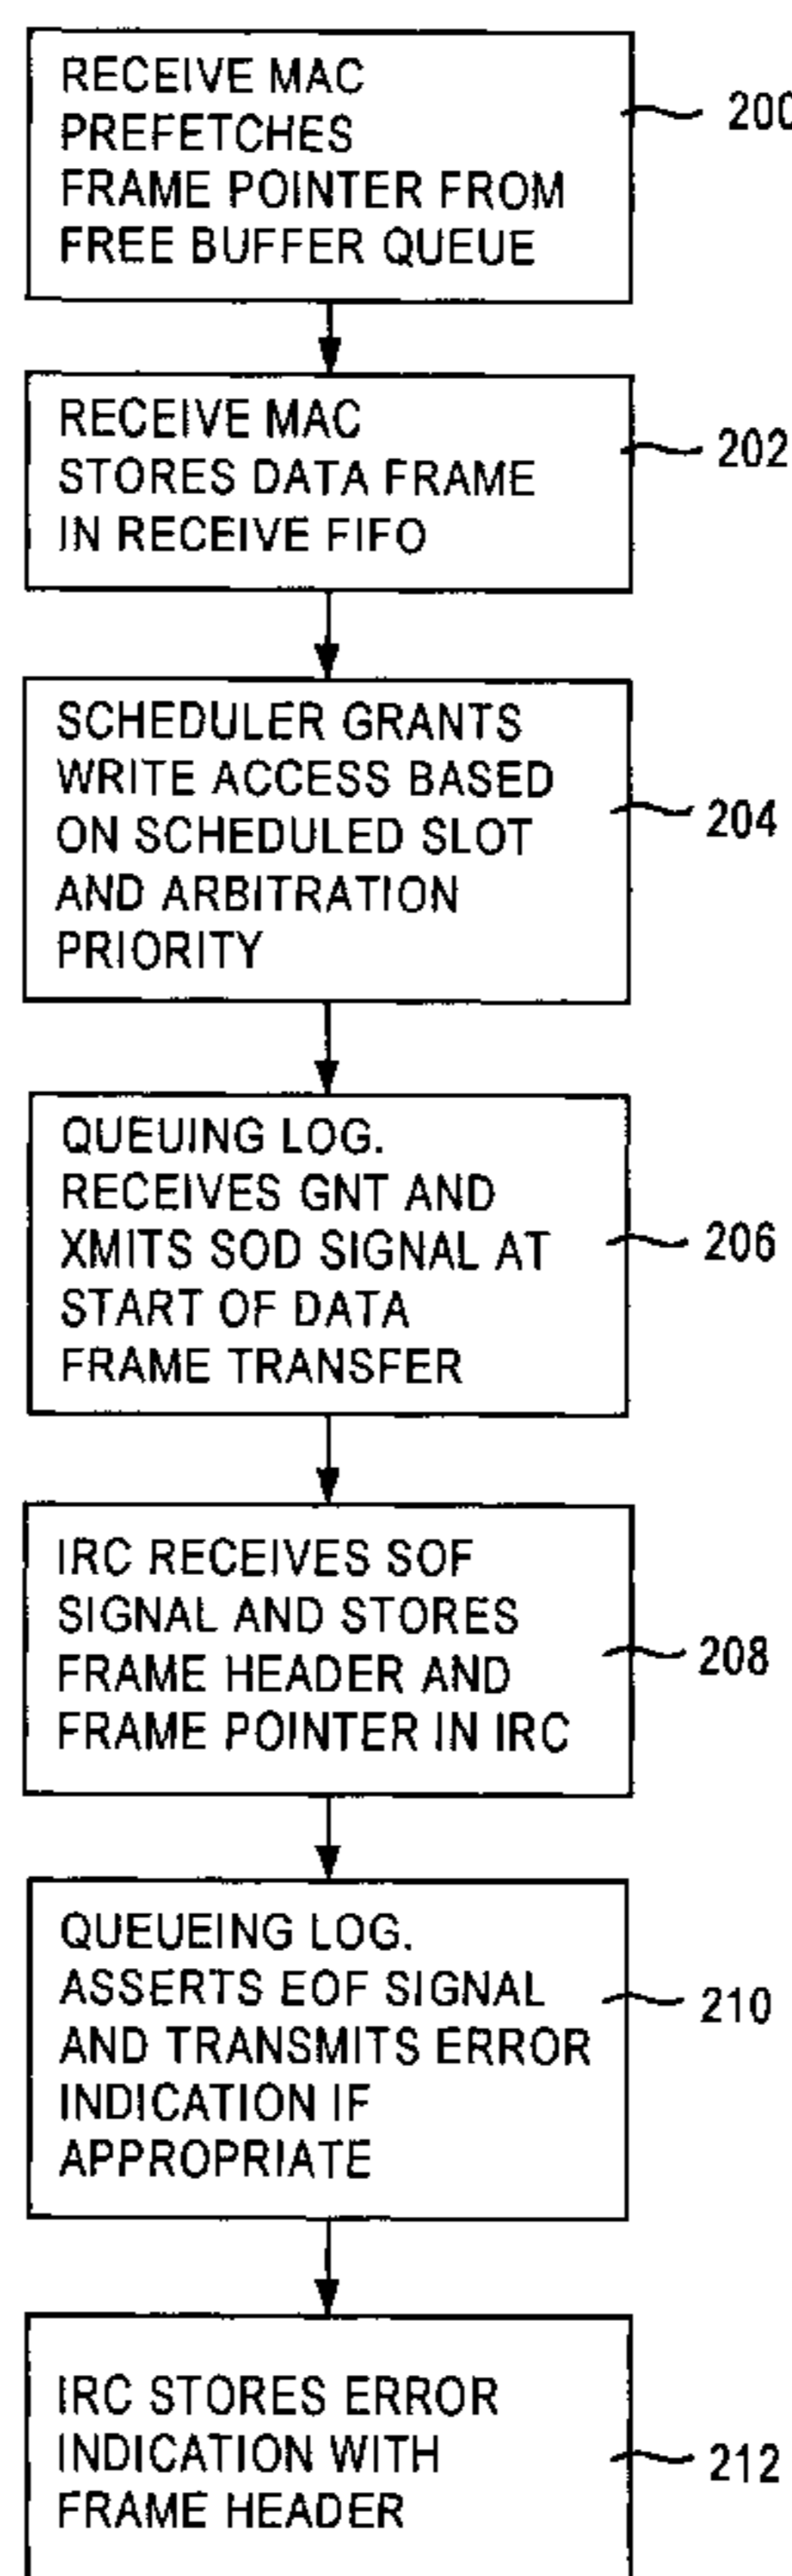 RECEIVE MAC
PREFETCHES
FRAME POINTER FROM
FREE BUFFER QUEUE
200
RECEIVE MAC
STORES DATA FRAME
IN RECEIVE FIFO
202
SCHEDULER GRANTS
WRITE ACCESS BASED
ON SCHEDULED SLOT
AND ARBITRATION
PRIORITY
204
QUEUING LOG.
RECEIVES GNT AND
XMITS SOD SIGNAL AT
START OF DATA
FRAME TRANSFER
206
IRC RECEIVES SOF
SIGNAL AND STORES
FRAME HEADER AND
FRAME POINTER IN IRC
208
QUEUEING LOG.
ASSERTS EOF SIGNAL
AND TRANSMITS ERROR
INDICATION IF
APPROPRIATE
210
IRC STORES ERROR
INDICATION WITH
FRAME HEADER
212